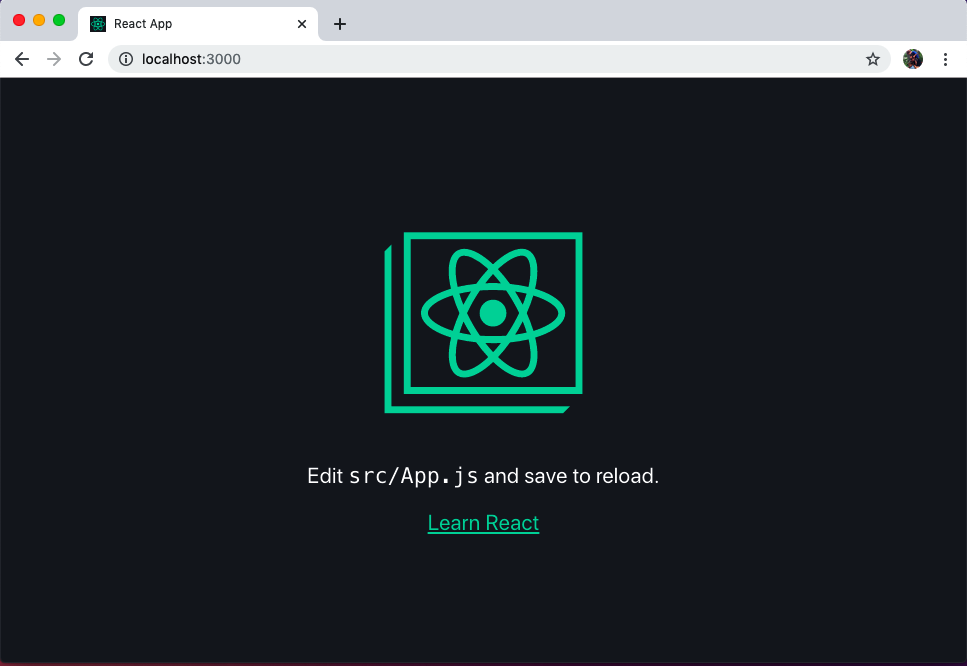 React App
localhost:3000
Edit src/App.js and save to reload.
Learn React